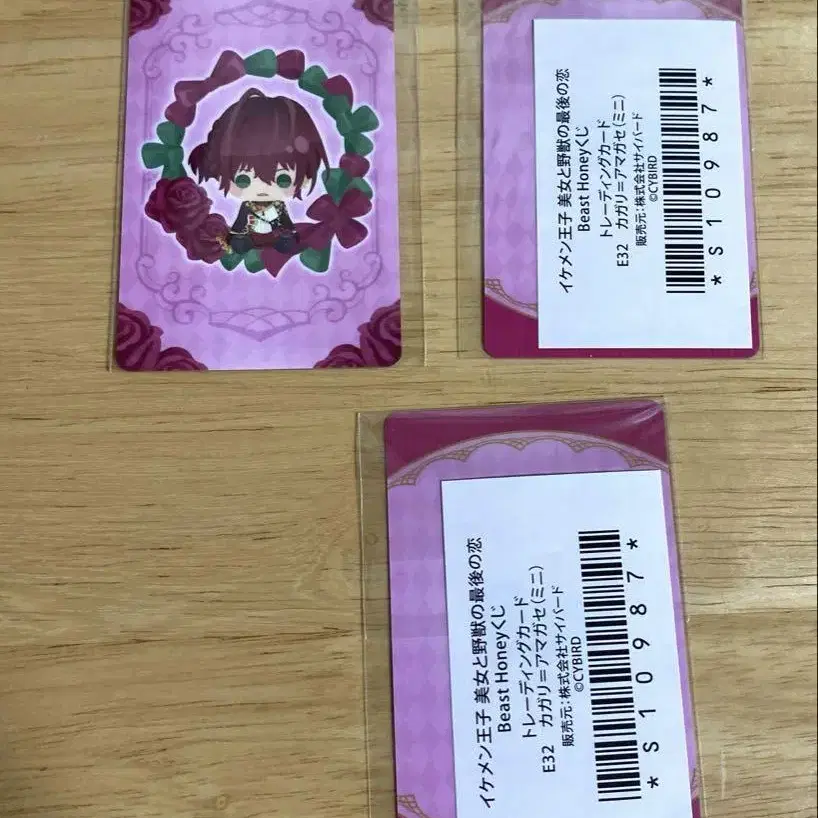 イケメン王子 美女と野獣の最後の恋
Beast Honeyくじ
トレーディングカード
E32 カガリ=アマガセ(ミニ)
販売元:株式会社サイバード
©CYBIRD
*S10987*
イケメン王子 美女と野獣の最後の恋
Beast Honeyくじ
トレーディングカード
E32 カガリ=アマガセ(ミニ)
販売元:株式会社サイバード
©CYBIRD
*S10987*